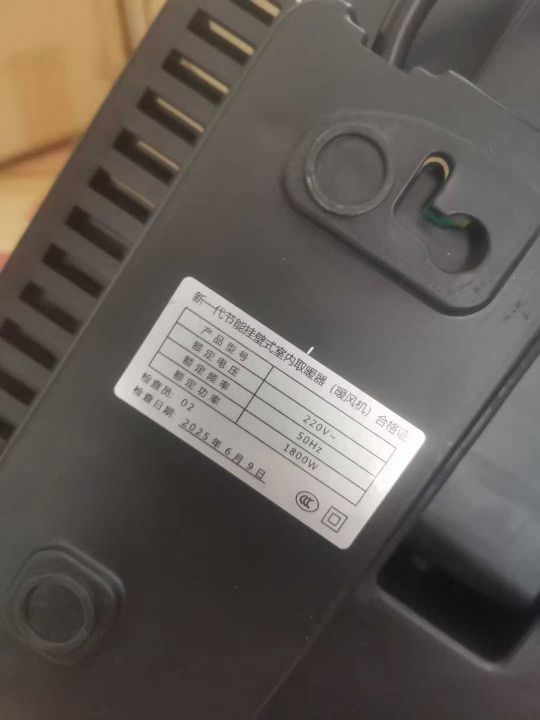 新一代节能挂壁式室内取暖器（暖风机）合格证
产品型号
额定电压 220V~
额定频率 50Hz
额定功率 1800W
检查员: 02
检查日期: 2025年6月9日
CCC